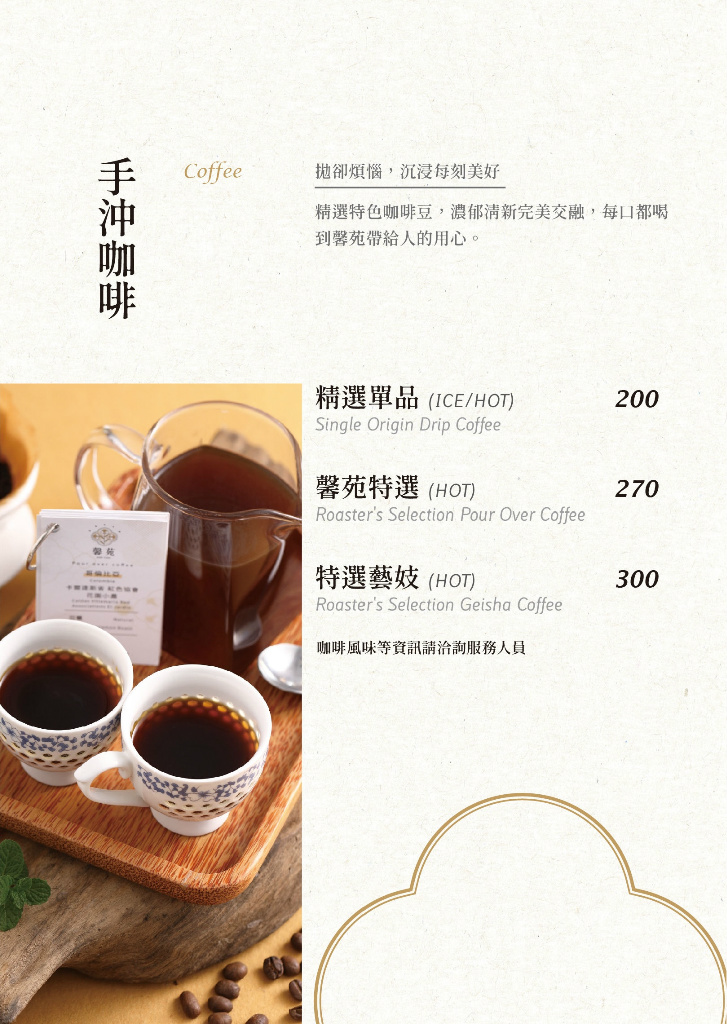 手沖咖啡
Coffee
拋卻煩惱，沉浸每刻美好
精選特色咖啡豆，濃郁清新完美交融，每口都喝
到馨苑帶給人的用心。
精選單品 (ICE/HOT) 200
Single Origin Drip Coffee
馨苑特選 (HOT) 270
Roaster's Selection Pour Over Coffee
特選藝妓 (HOT) 300
Roaster's Selection Geisha Coffee
咖啡風味等資訊請洽詢服務人員
馨苑
Pour over coffee